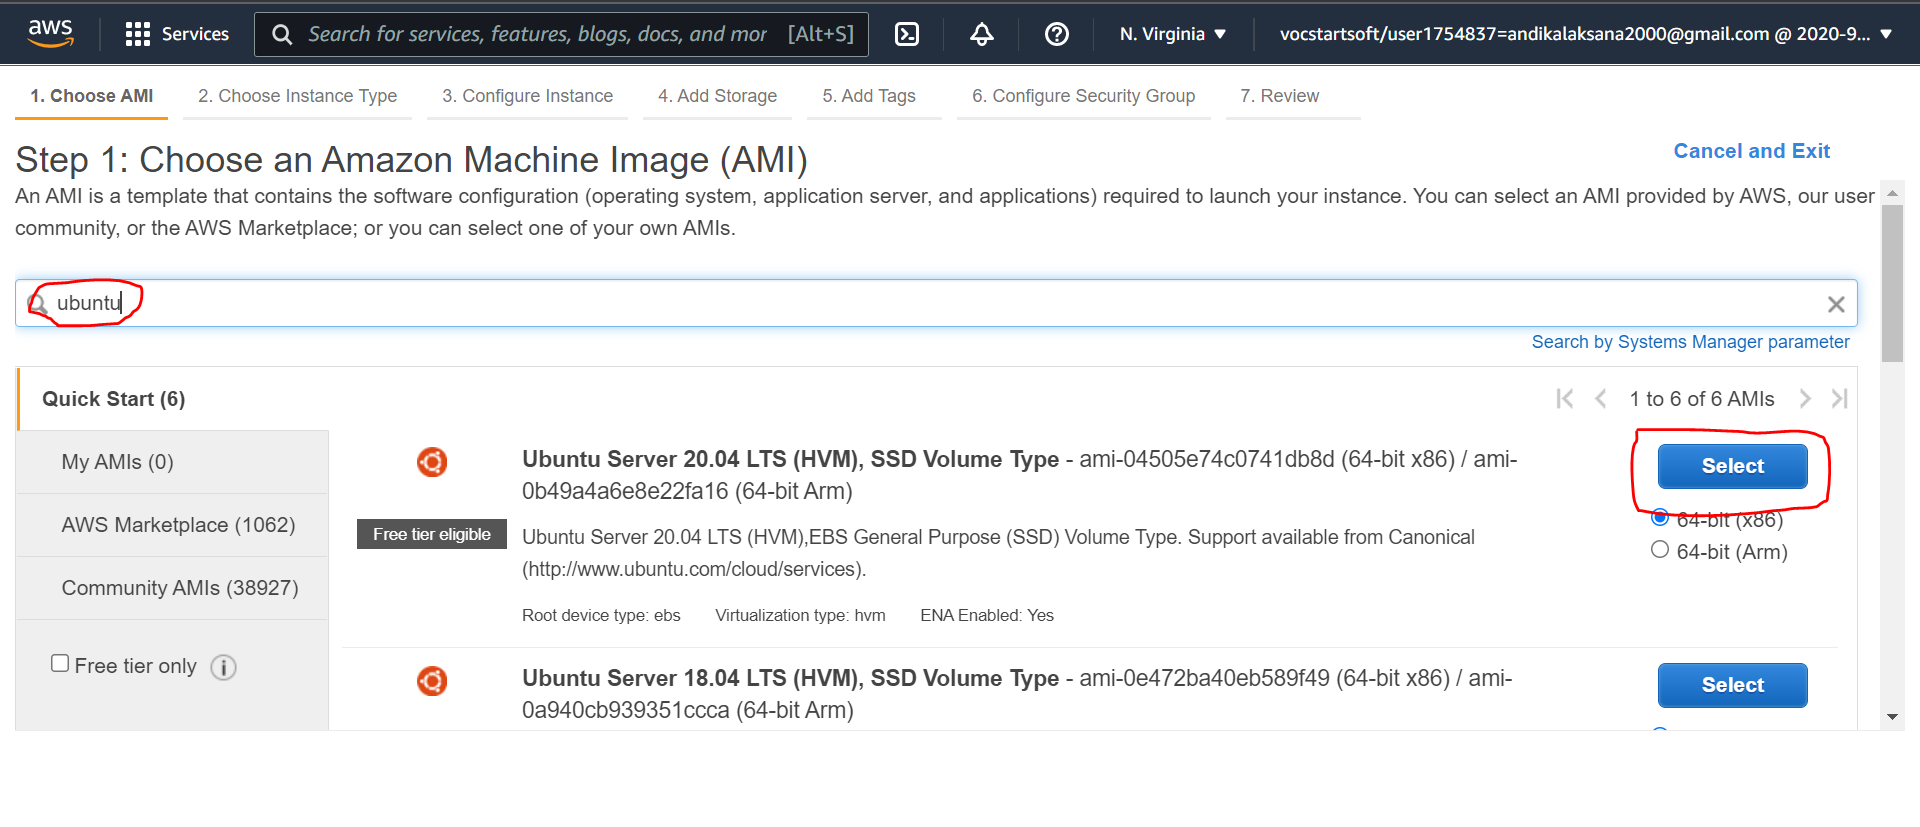 aws Services Search for services, features, blogs, docs, and mor [Alt+S] N. Virginia ▼ vocstartsoft/user1754837=andikalaksana2000@gmail.com @ 2020-9... ▼
1. Choose AMI 2. Choose Instance Type 3. Configure Instance 4. Add Storage 5. Add Tags 6. Configure Security Group 7. Review
Step 1: Choose an Amazon Machine Image (AMI)
Cancel and Exit
An AMI is a template that contains the software configuration (operating system, application server, and applications) required to launch your instance. You can select an AMI provided by AWS, our user
community, or the AWS Marketplace; or you can select one of your own AMIs.
ubuntu
Search by Systems Manager parameter
Quick Start (6)
1 to 6 of 6 AMIs
My AMIs (0)
AWS Marketplace (1062)
Community AMIs (38927)
Free tier only
Ubuntu Server 20.04 LTS (HVM), SSD Volume Type - ami-04505e74c0741db8d (64-bit x86) / ami-
0b49a4a6e8e22fa16 (64-bit Arm)
Free tier eligible
Ubuntu Server 20.04 LTS (HVM),EBS General Purpose (SSD) Volume Type. Support available from Canonical
(http://www.ubuntu.com/cloud/services).
Root device type: ebs Virtualization type: hvm ENA Enabled: Yes
Select
64-bit (x86)
64-bit (Arm)
Ubuntu Server 18.04 LTS (HVM), SSD Volume Type - ami-0e472ba40eb589f49 (64-bit x86) / ami-
0a940cb939351ccca (64-bit Arm)
Select